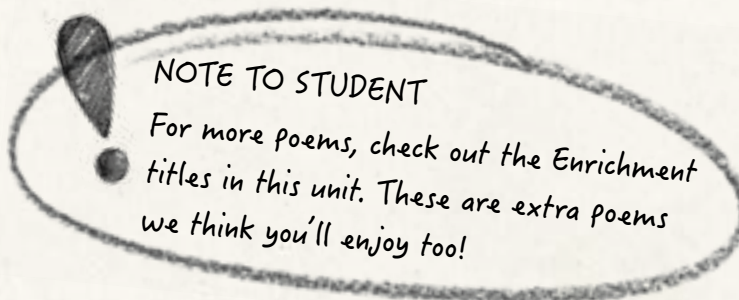 NOTE TO STUDENT
For more poems, check out the Enrichment
titles in this unit. These are extra poems
we think you'll enjoy too!